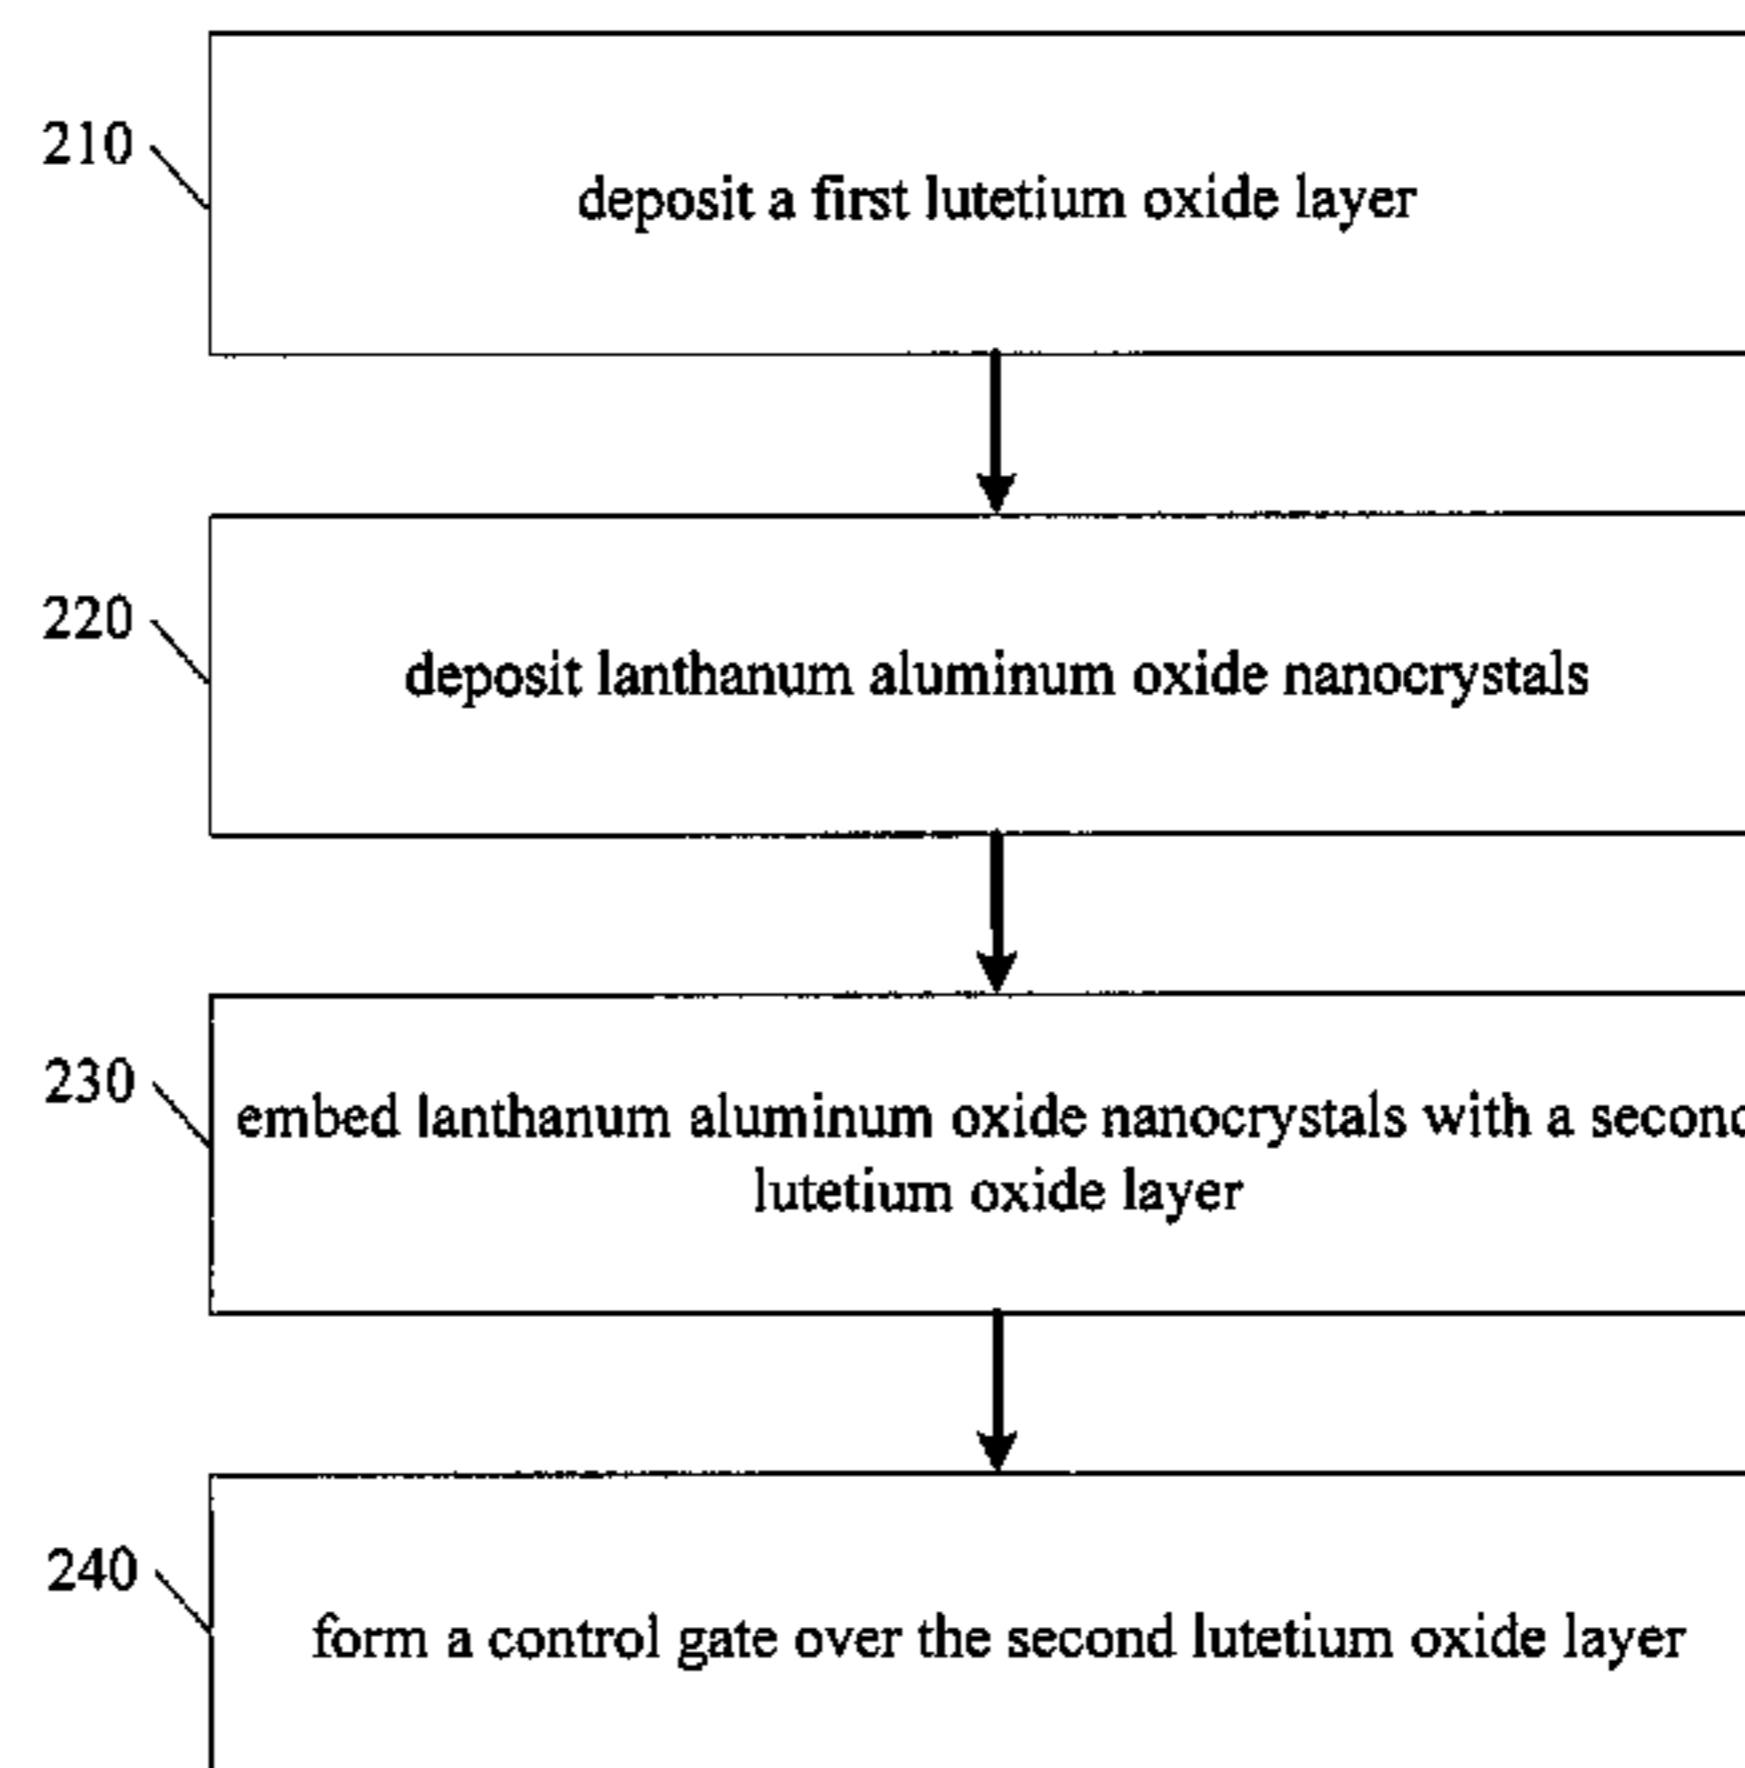 210
deposit a first lutetium oxide layer
220
deposit lanthanum aluminum oxide nanocrystals
230
embed lanthanum aluminum oxide nanocrystals with a second
lutetium oxide layer
240
form a control gate over the second lutetium oxide layer